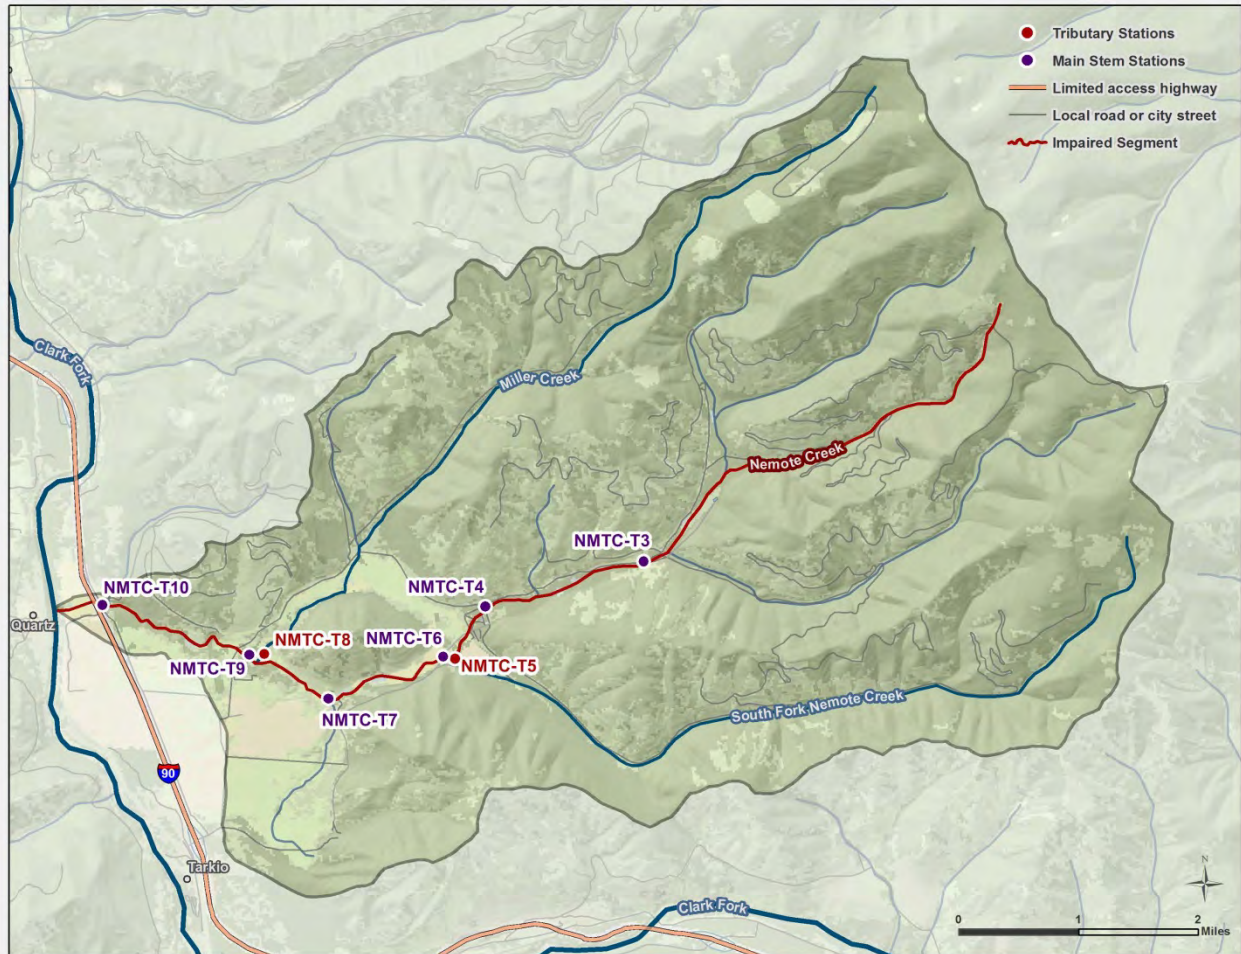 Tributary Stations
Main Stem Stations
Limited access highway
Local road or city street
Impaired Segment
Clark Fork
Miller Creek
Nemote Creek
NMTC-T3
NMTC-T10
NMTC-T4
Quartz
NMTC-T8
NMTC-T6
NMTC-T9
NMTC-T5
South Fork Nemote Creek
NMTC-T7
90
Tarkio
N
Clark Fork
0 1 2
Miles